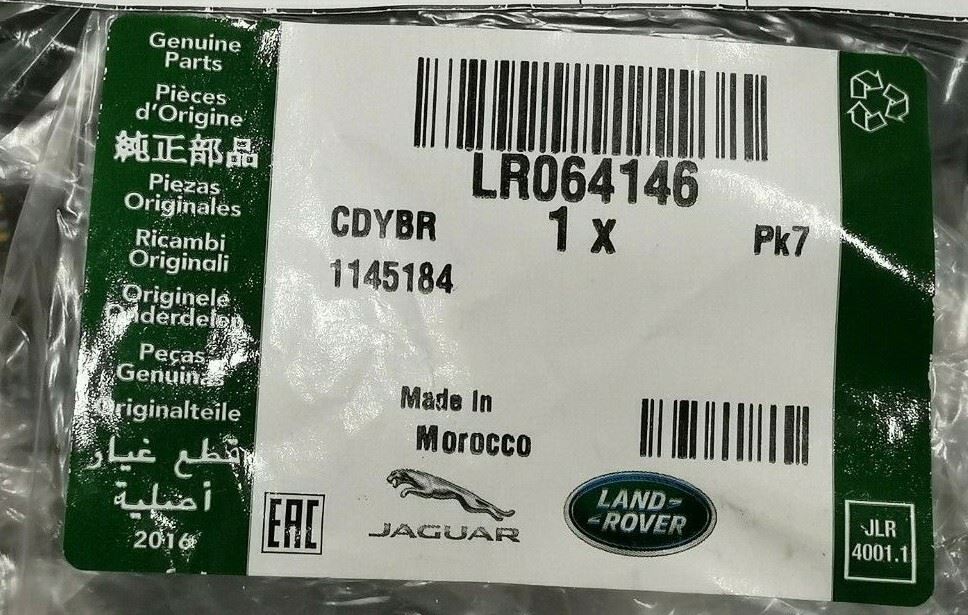 Genuine
Parts
Pièces
d'Origine
純正部品
Piezas
Originales
Ricambi
Originali
Originele
Onderdelen
Peças
Genuinas
Originalteile
قطع غيار
أصلية
2016
LR064146
CDYBR
1 x
Pk7
1145184
Made In
Morocco
EAC
JAGUAR
LAND-
-ROVER
JLR
4001.1